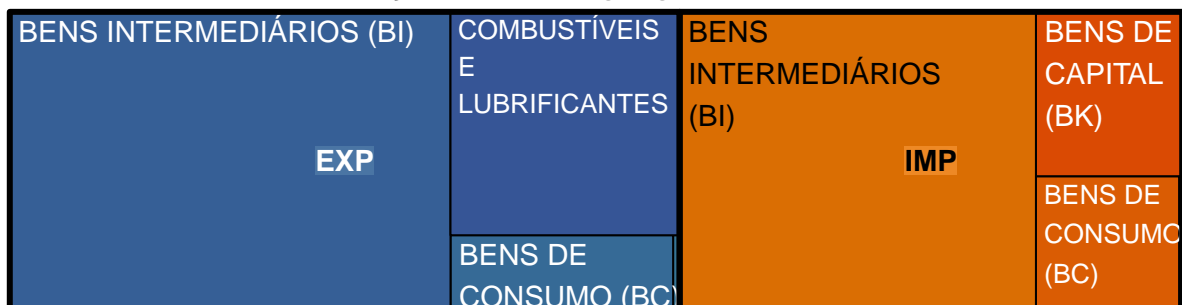 BENS INTERMEDIÁRIOS (BI)
EXP
COMBUSTÍVEIS
E
LUBRIFICANTES
BENS DE
CONSUMO (BC)
BENS
INTERMEDIÁRIOS
(BI)
IMP
BENS DE
CAPITAL
(BK)
BENS DE
CONSUMO
(BC)